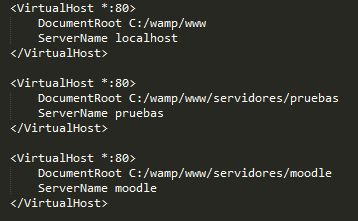 <VirtualHost *:80>
    DocumentRoot C:/wamp/www
    ServerName localhost
</VirtualHost>

<VirtualHost *:80>
    DocumentRoot C:/wamp/www/servidores/pruebas
    ServerName pruebas
</VirtualHost>

<VirtualHost *:80>
    DocumentRoot C:/wamp/www/servidores/moodle
    ServerName moodle
</VirtualHost>